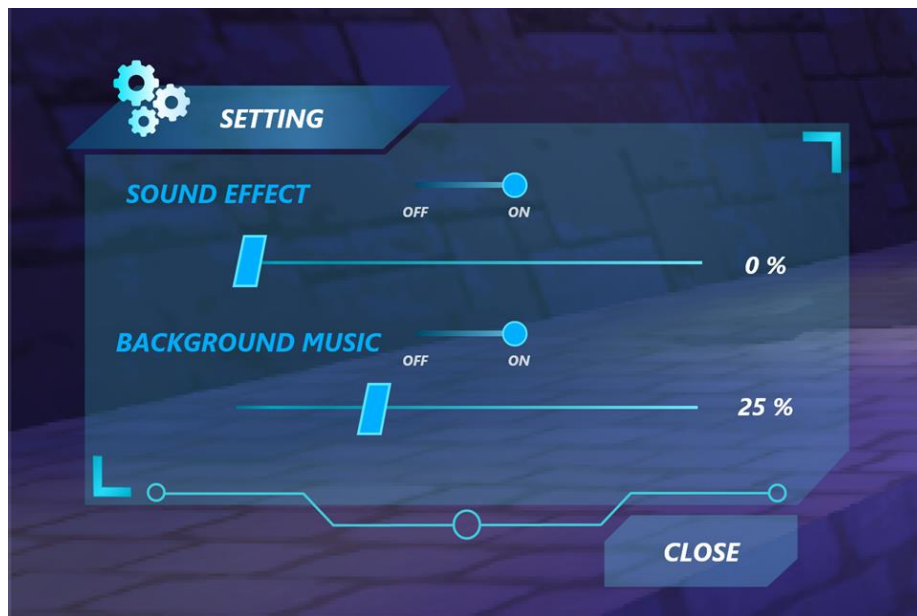 SETTING
SOUND EFFECT
OFF ON
0 %
BACKGROUND MUSIC
OFF ON
25 %
CLOSE